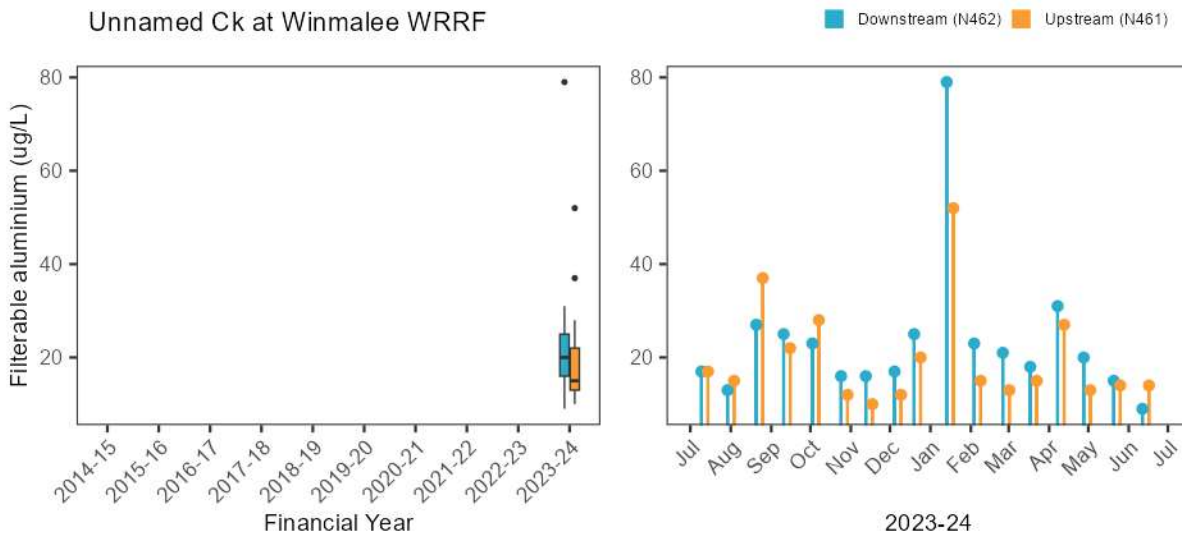 Unnamed Ck at Winmalee WRRF
Downstream (N462) Upstream (N461)
Filterable aluminium (ug/L)
80
60
40
20
2014-15
2015-16
2016-17
2017-18
2018-19
2019-20
2020-21
2021-22
2022-23
2023-24
Financial Year
80
60
40
20
Jul
Aug
Sep
Oct
Nov
Dec
Jan
Feb
Mar
Apr
May
Jun
Jul
2023-24